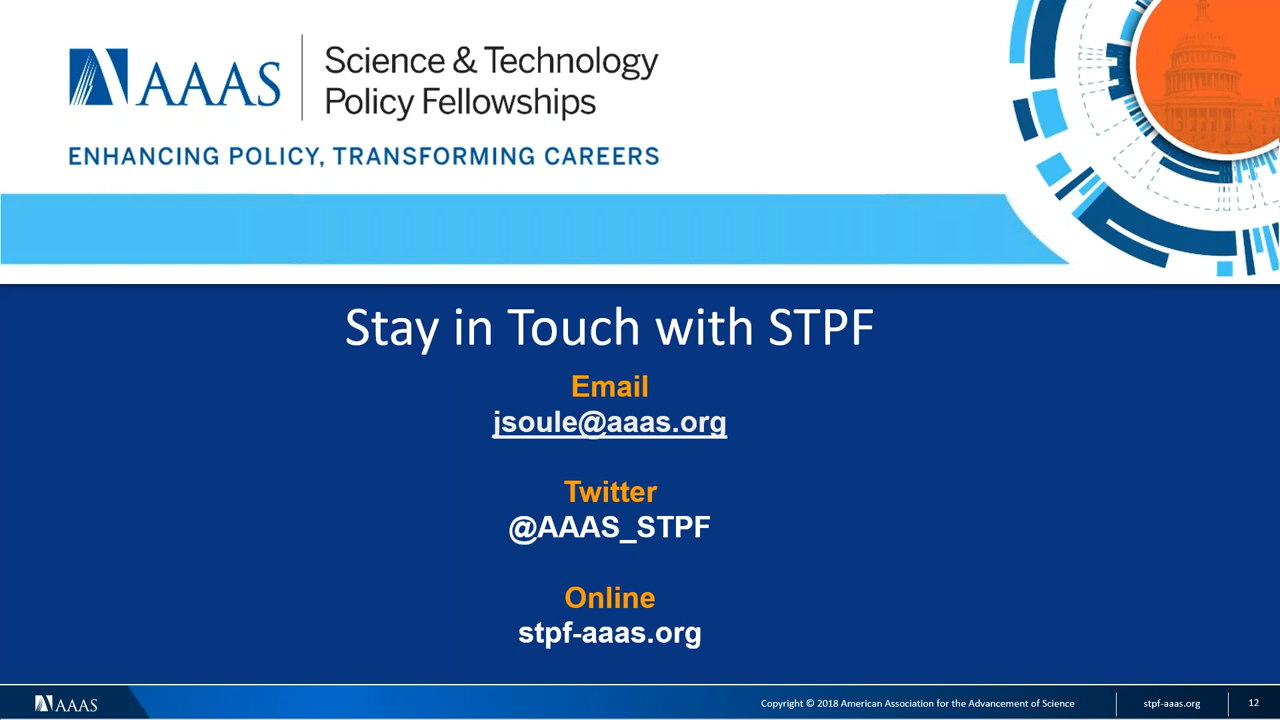 AAAS
Science & Technology
Policy Fellowships
ENHANCING POLICY, TRANSFORMING CAREERS
Stay in Touch with STPF
Email
jsoule@aaas.org
Twitter
@AAAS_STPF
Online
stpf-aaas.org
AAAS
Copyright © 2018 American Association for the Advancement of Science
stpf-aaas.org
12